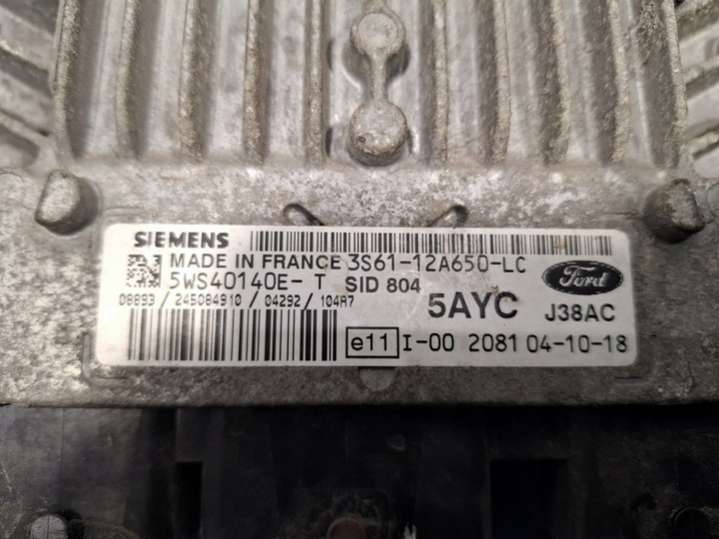 SIEMENS
MADE IN FRANCE 3S61-12A650-LC
5WS40140E- T SID 804
Ford
08893 / 245084910 / 04292 / 104A7
5AYC J38AC
e11 I-00 2081 04-10-18